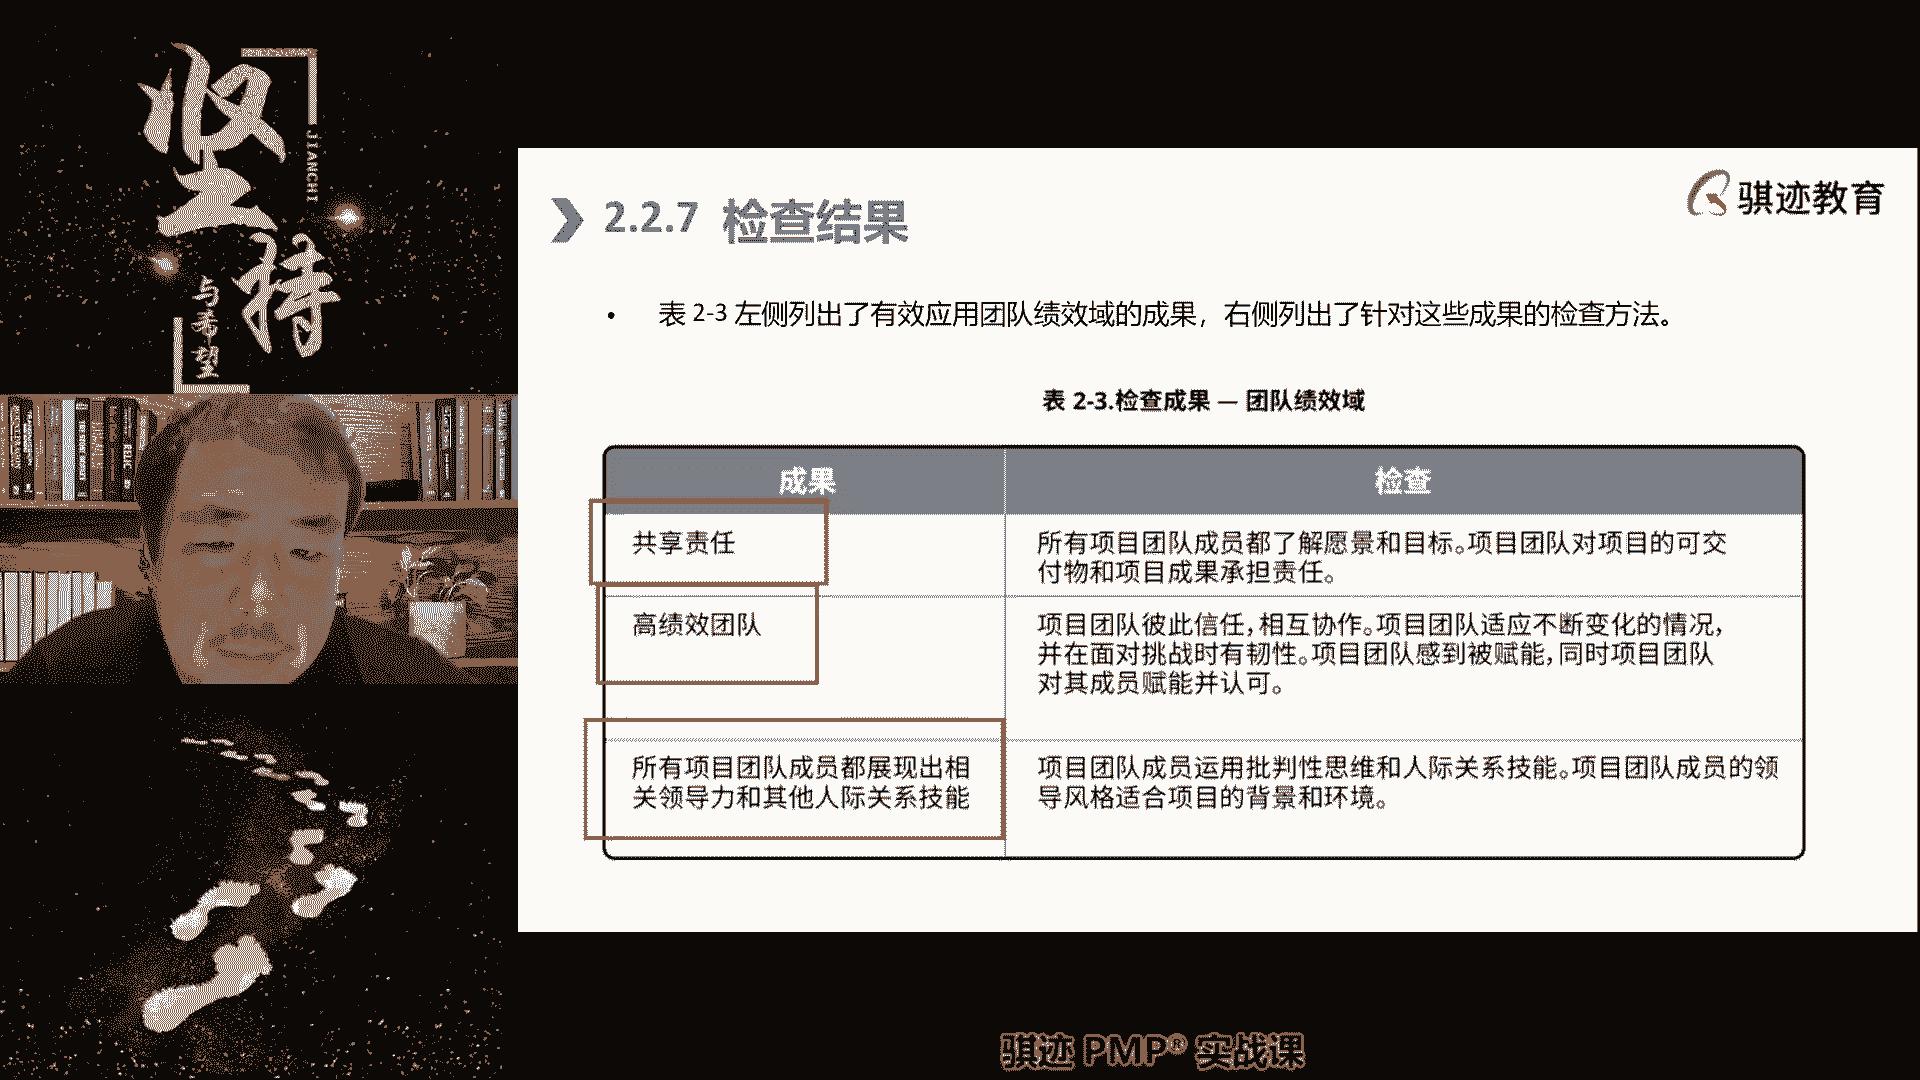 坚持
JIANCHI
与希望
骐迹教育
2.2.7 检查结果
• 表 2-3 左侧列出了有效应用团队绩效域的成果，右侧列出了针对这些成果的检查方法。
表 2-3.检查成果 — 团队绩效域
成果
检查
共享责任
所有项目团队成员都了解愿景和目标。项目团队对项目的可交
付物和项目成果承担责任。
高绩效团队
项目团队彼此信任，相互协作。项目团队适应不断变化的情况，
并在面对挑战时有韧性。项目团队感到被赋能，同时项目团队
对其成员赋能并认可。
所有项目团队成员都展现出相
关领导力和其他人际关系技能
项目团队成员运用批判性思维和人际关系技能。项目团队成员的领
导风格适合项目的背景和环境。
骐迹 PMP® 实战课